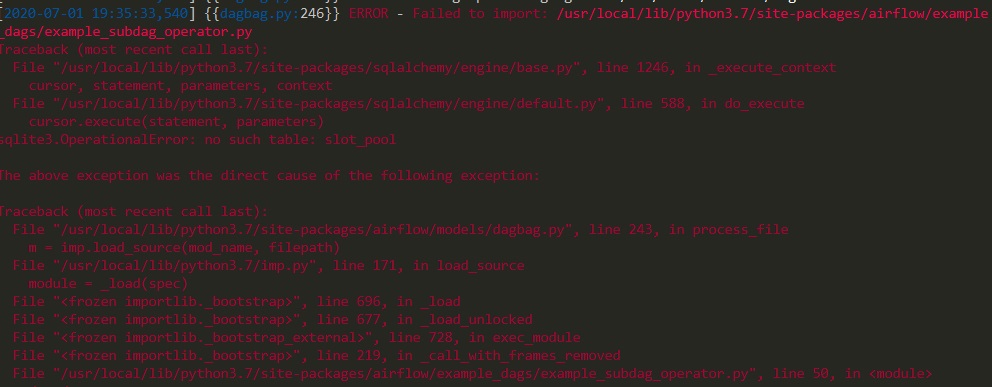 [2020-07-01 19:35:33,540] {{dagbag.py:246}} ERROR - Failed to import: /usr/local/lib/python3.7/site-packages/airflow/example
_dags/example_subdag_operator.py
Traceback (most recent call last):
  File "/usr/local/lib/python3.7/site-packages/sqlalchemy/engine/base.py", line 1246, in _execute_context
    cursor, statement, parameters, context
  File "/usr/local/lib/python3.7/site-packages/sqlalchemy/engine/default.py", line 588, in do_execute
    cursor.execute(statement, parameters)
sqlite3.OperationalError: no such table: slot_pool

The above exception was the direct cause of the following exception:

Traceback (most recent call last):
  File "/usr/local/lib/python3.7/site-packages/airflow/models/dagbag.py", line 243, in process_file
    m = imp.load_source(mod_name, filepath)
  File "/usr/local/lib/python3.7/imp.py", line 171, in load_source
    module = _load(spec)
  File "<frozen importlib._bootstrap>", line 696, in _load
  File "<frozen importlib._bootstrap>", line 677, in _load_unlocked
  File "<frozen importlib._bootstrap_external>", line 728, in exec_module
  File "<frozen importlib._bootstrap>", line 219, in _call_with_frames_removed
  File "/usr/local/lib/python3.7/site-packages/airflow/example_dags/example_subdag_operator.py", line 50, in <module>